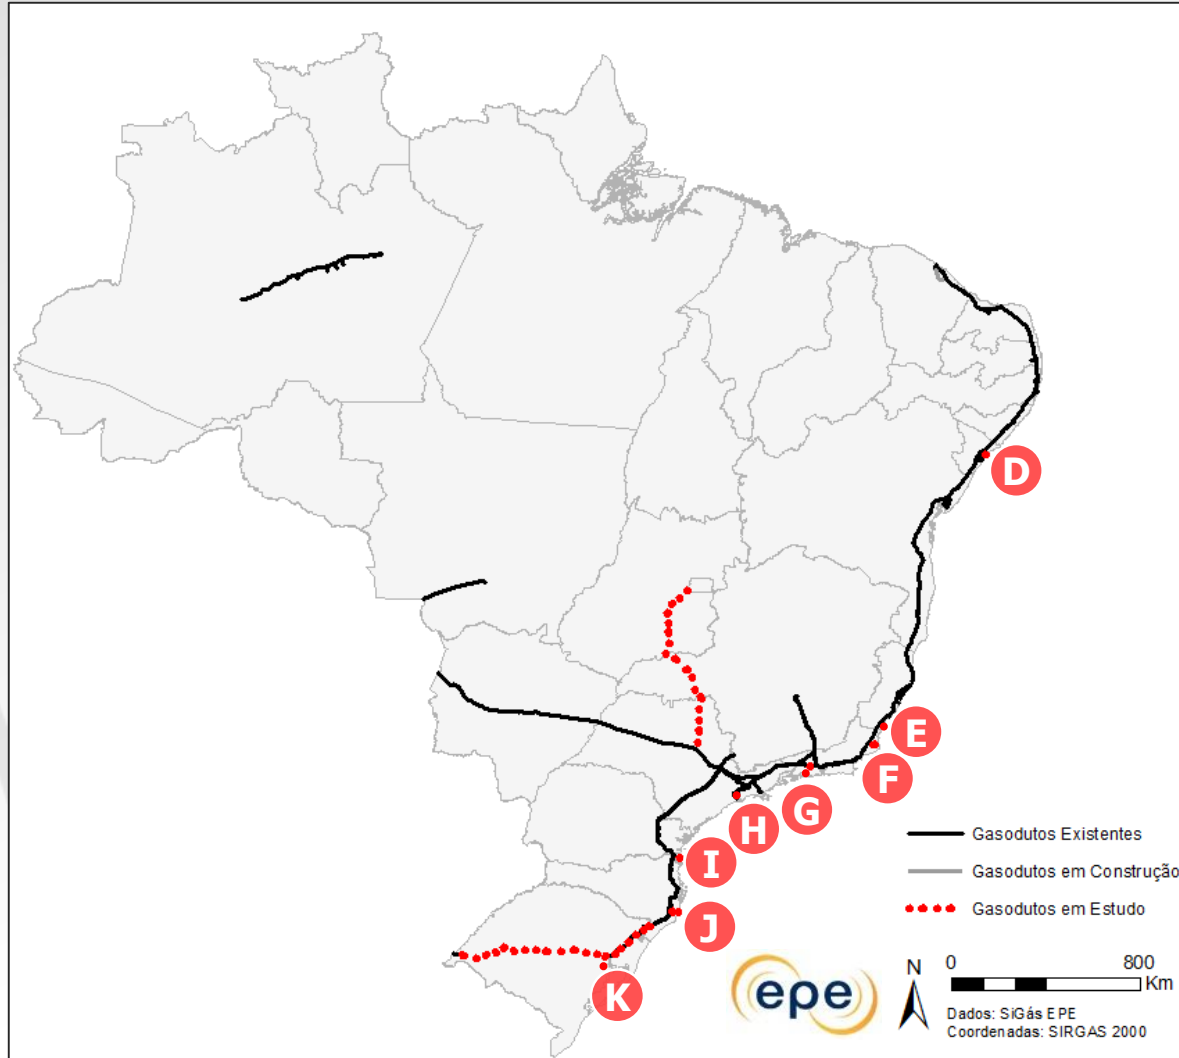 D
E
F
G
H
I
J
K
Gasodutos Existentes
Gasodutos em Construção
Gasodutos em Estudo
epe
N
0 800
Km
Dados: SiGás EPE
Coordenadas: SIRGAS 2000